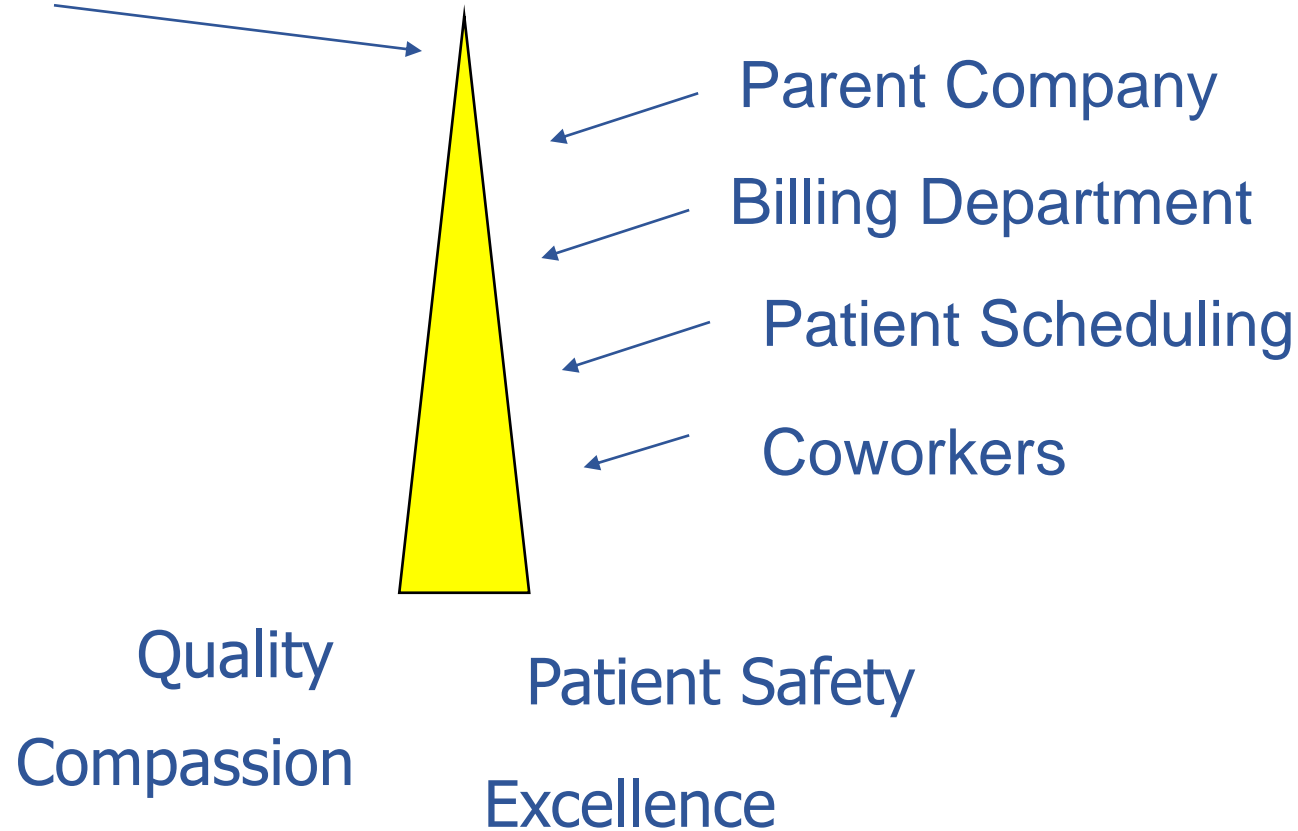 Parent Company
Billing Department
Patient Scheduling
Coworkers
Quality
Patient Safety
Compassion
Excellence